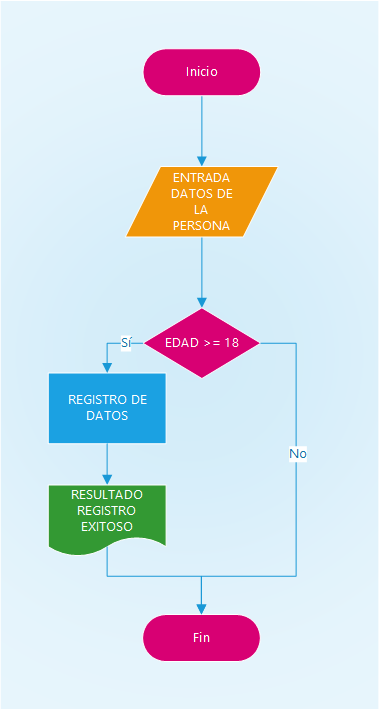 Inicio
ENTRADA
DATOS DE
LA
PERSONA
EDAD >= 18
Sí
REGISTRO DE
DATOS
No
RESULTADO
REGISTRO
EXITOSO
Fin